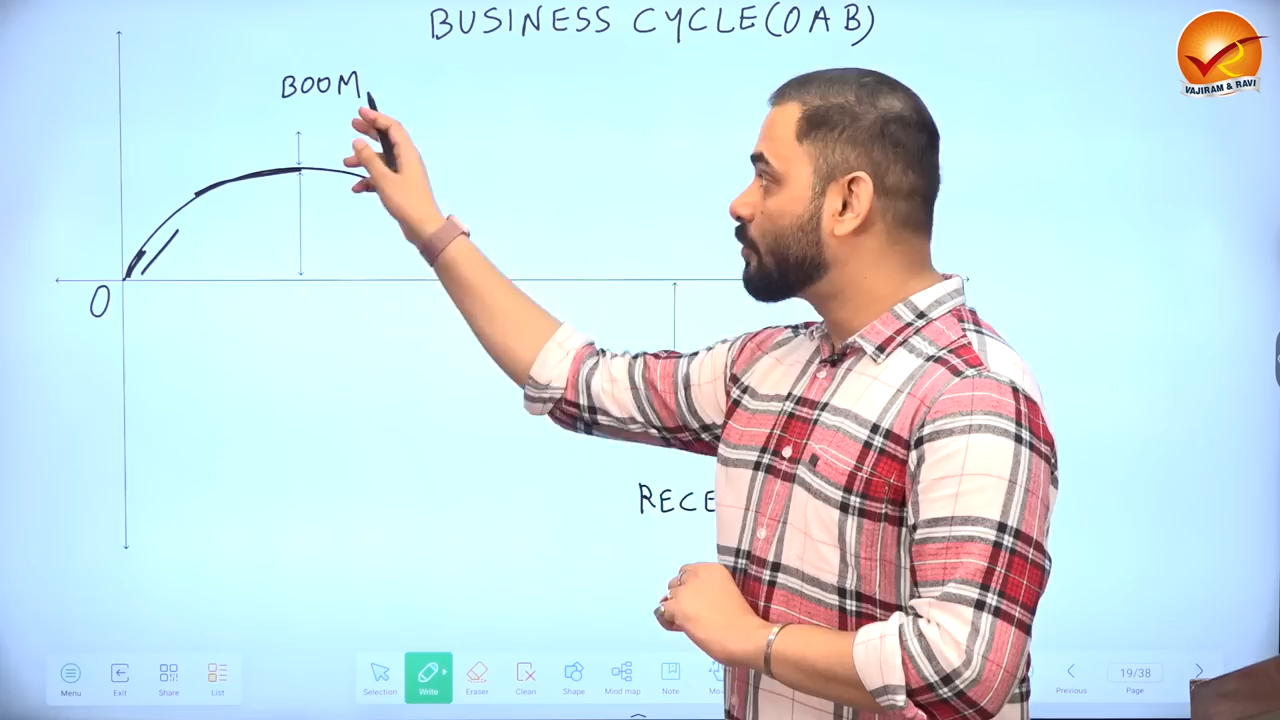 BUSINESS CYCLE(OAB)
VAJIRAM & RAVI
BOOM
O
RECE
Menu
Exit
Share
List
Selection
Write
Eraser
Clean
Shape
Mind map
Note
Previous
19/38
Page
Next